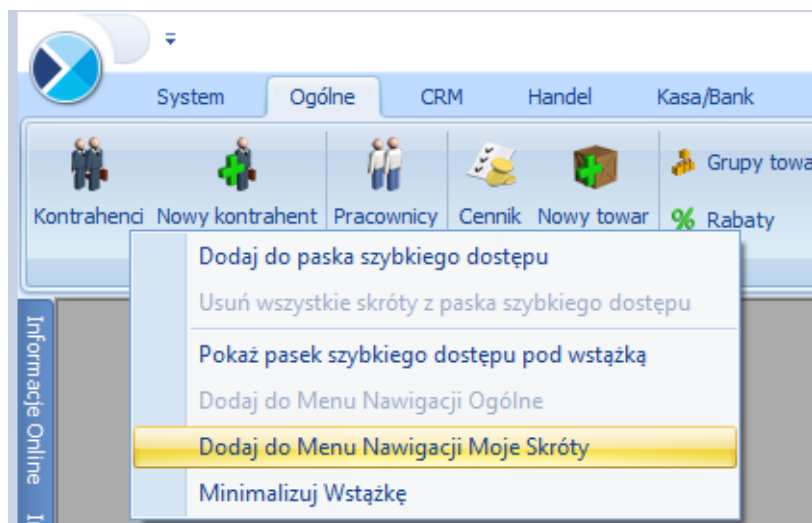 System Ogólne CRM Handel Kasa/Bank
Kontrahenci Nowy kontrahent Pracownicy Cennik Nowy towar Grupy
% Rabaty
Dodaj do paska szybkiego dostępu
Usuń wszystkie skróty z paska szybkiego dostępu
Pokaż pasek szybkiego dostępu pod wstążką
Dodaj do Menu Nawigacji Ogólne
Dodaj do Menu Nawigacji Moje Skróty
Minimalizuj Wstążkę
Informacje Online